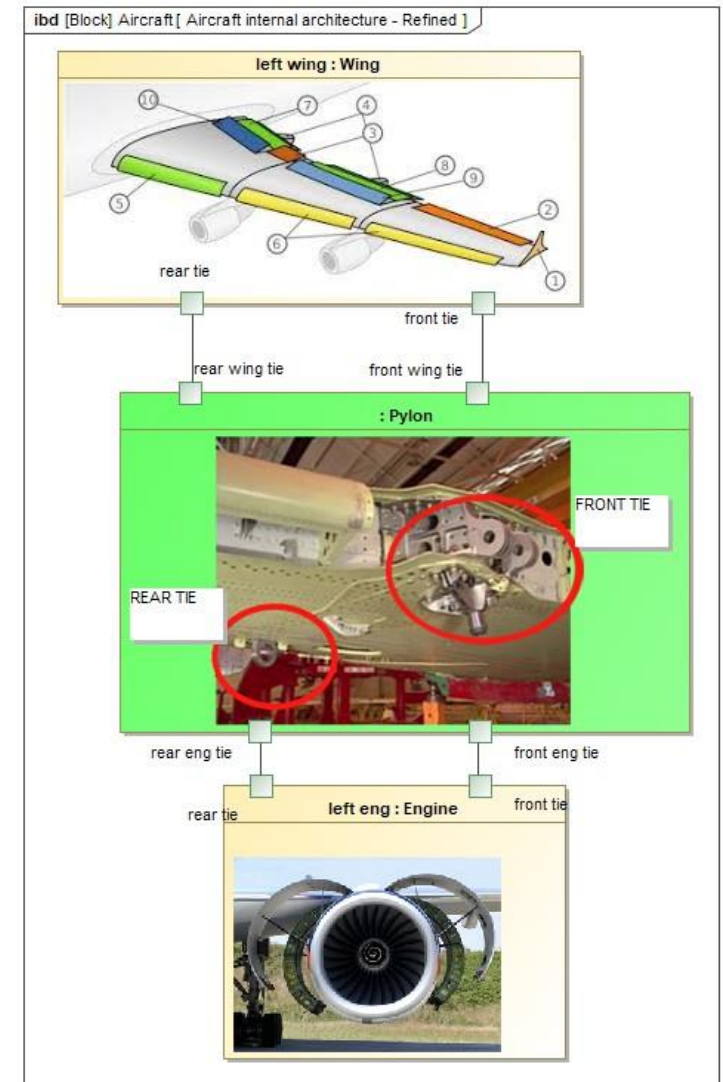 ibd [Block] Aircraft [ Aircraft internal architecture - Refined ]
left wing : Wing
10
7
4
3
8
9
5
2
6
1
rear tie
front tie
rear wing tie
front wing tie
: Pylon
FRONT TIE
REAR TIE
rear eng tie
front eng tie
rear tie
left eng : Engine
front tie